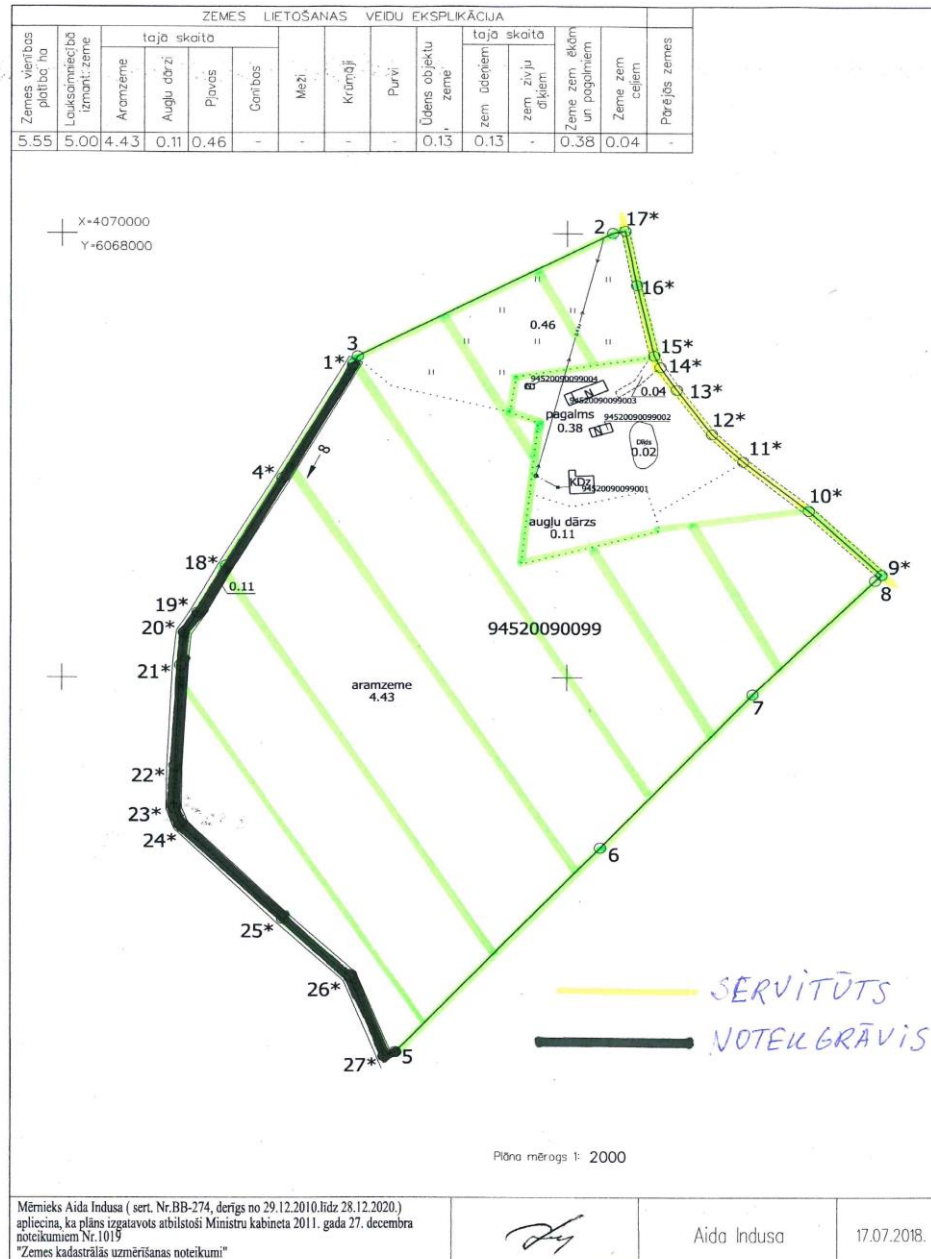 ZEMES LIETOŠANAS VEIDU EKSPLIKĀCIJA
Zemes vienības platība ha
Lauksaimniecībā izmant. zeme
tajā skaitā
Aramzeme
Augļu dārzi
Pļavas
Ganības
Meži
Krūmāji
Purvi
Ūdens objektu zeme
tajā skaitā
zem ūdeņiem
zem zivju dīķiem
Zeme zem ēkām un pagalmiem
Zeme zem ceļiem
Pārējās zemes
5.55 5.00 4.43 0.11 0.46 - - - - 0.13 0.13 - 0.38 0.04 -
X=4070000
Y=6068000
2
17*
16*
0.46
3
1*
15*
14*
94520090099004
N
94520090099003
0.04
13*
pagalms
0.38
94520090099002
N
12*
Dīķis
0.02
11*
8
4*
KDz
94520090099001
10*
augļu dārzs
0.11
18*
0.11
9*
8
19*
20*
94520090099
21*
aramzeme
4.43
7
22*
23*
24*
6
25*
26*
SERVITŪTS
NOTEKGRĀVIS
27*
5
Plāna mērogs 1: 2000
Mērnieks Aida Indusa ( sert. Nr.BB-274, derīgs no 29.12.2010.līdz 28.12.2020.)
apliecina, ka plāns izgatavots atbilstoši Ministru kabineta 2011. gada 27. decembra
noteikumiem Nr.1019
"Zemes kadastrālās uzmērīšanas noteikumi"
Aida Indusa
17.07.2018.